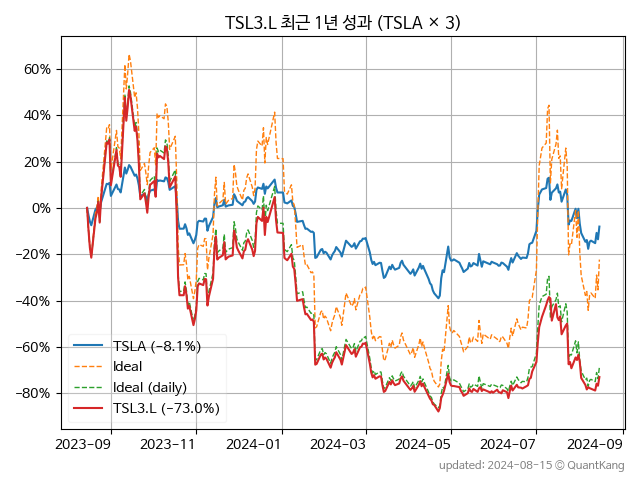 TSL3.L 최근 1년 성과 (TSLA × 3)
60%
40%
20%
0%
−20%
−40%
−60%
−80%
TSLA (−8.1%)
Ideal
Ideal (daily)
TSL3.L (−73.0%)
2023−09 2023−11 2024−01 2024−03 2024−05 2024−07 2024−09
updated: 2024−08−15 ⓒ QuantKang